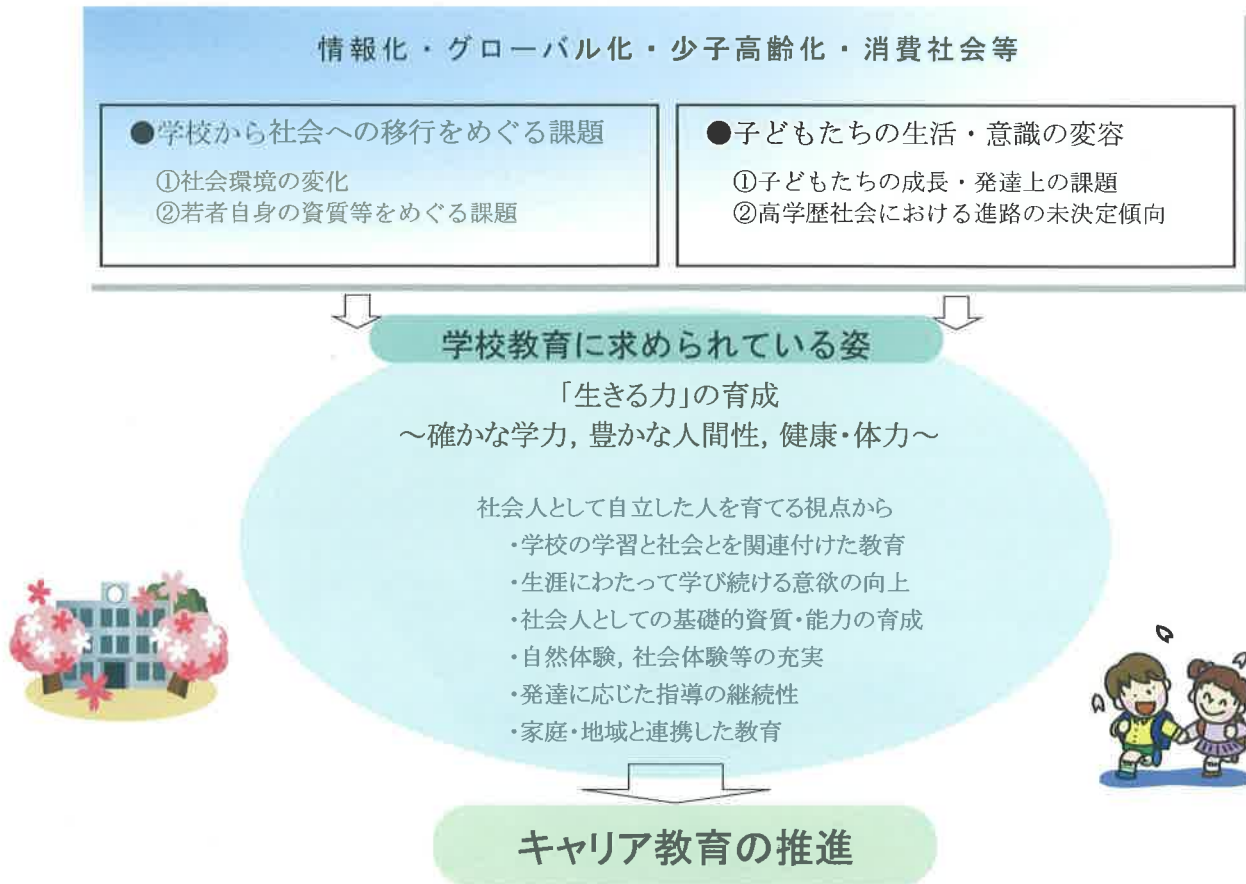 情報化・グローバル化・少子高齢化・消費社会等
●学校から社会への移行をめぐる課題
①社会環境の変化
②若者自身の資質等をめぐる課題
●子どもたちの生活・意識の変容
①子どもたちの成長・発達上の課題
②高学歴社会における進路の未決定傾向
学校教育に求められている姿
「生きる力」の育成
～確かな学力, 豊かな人間性, 健康・体力～
社会人として自立した人を育てる視点から
・学校の学習と社会とを関連付けた教育
・生涯にわたって学び続ける意欲の向上
・社会人としての基礎的資質・能力の育成
・自然体験, 社会体験等の充実
・発達に応じた指導の継続性
・家庭・地域と連携した教育
キャリア教育の推進